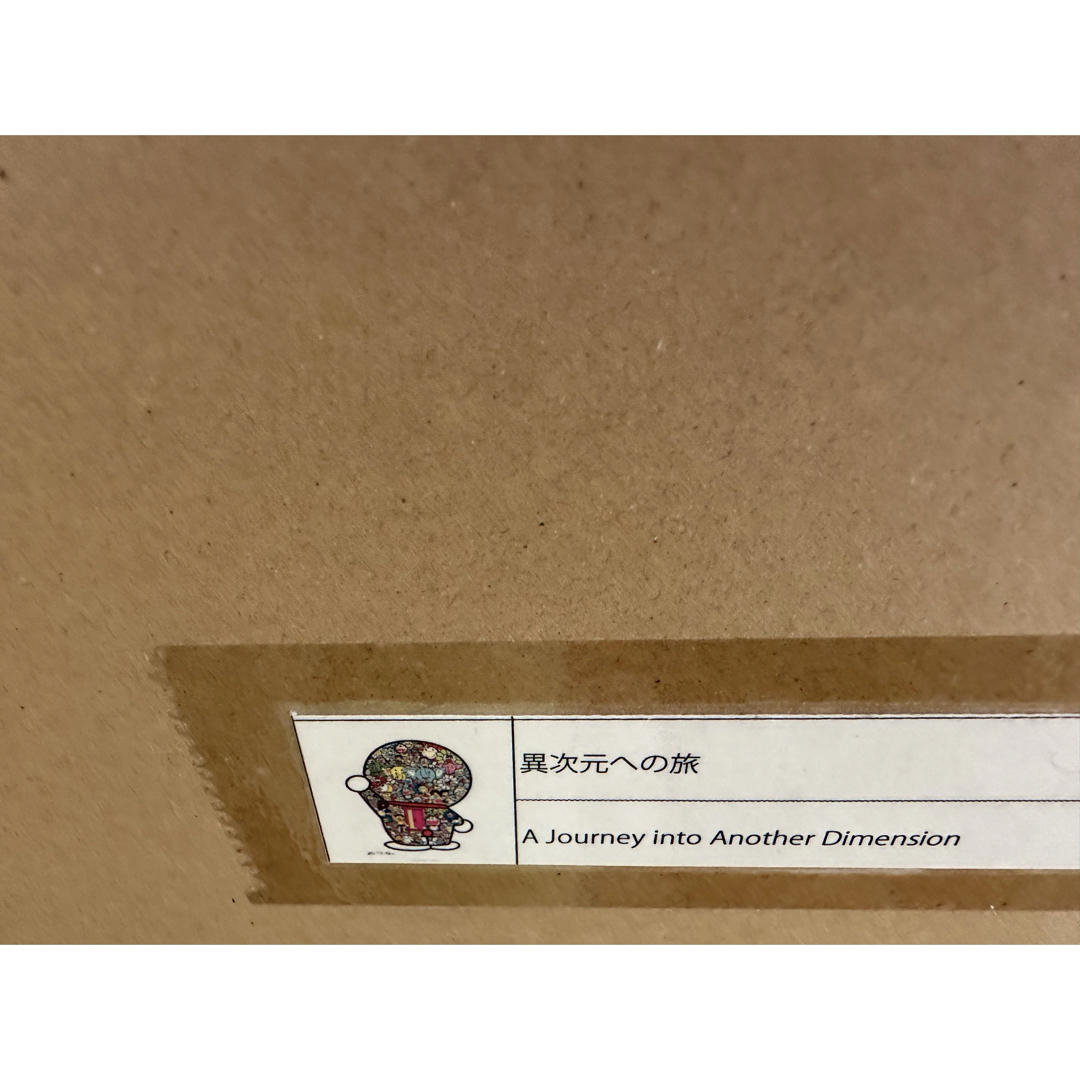 異次元への旅
A Journey into Another Dimension